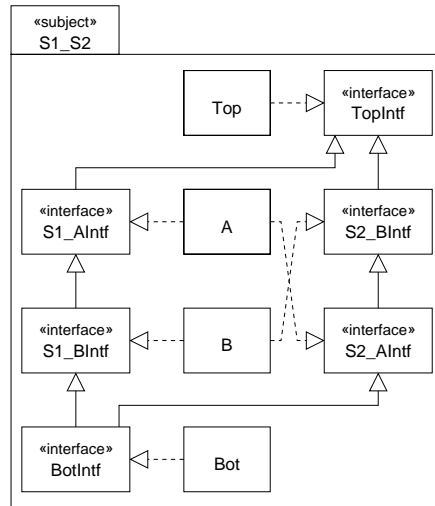 «subject»
S1_S2
«interface»
Top
TopIntf
«interface»
S1_AIntf
A
«interface»
S2_BIntf
«interface»
S1_BIntf
B
«interface»
S2_AIntf
«interface»
BotIntf
Bot